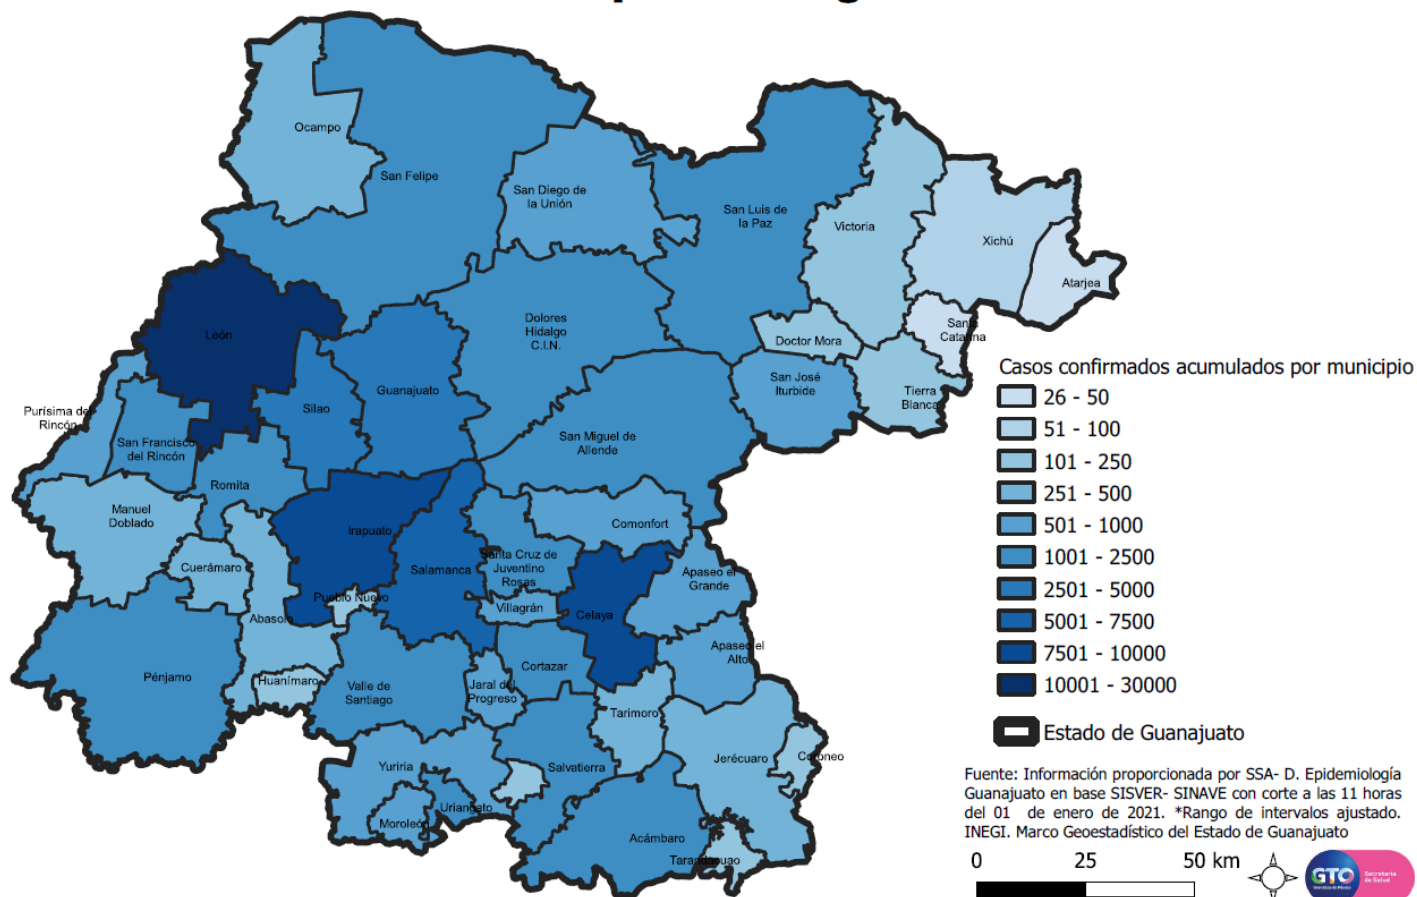 Ocampo
San Felipe
San Diego de
la Unión
San Luis de
la Paz
Victoria
Xichú
Atarjea
León
Dolores
Hidalgo
C.I.N.
Santa
Catarina
Doctor Mora
Guanajuato
San José
Iturbide
Tierra
Blanca
Silao
Purísima del
Rincón
San Francisco
del Rincón
San Miguel de
Allende
Romita
Manuel
Doblado
Irapuato
Comonfort
Cuerámaro
Salamanca
Santa Cruz de
Juventino
Rosas
Apaseo el
Grande
Pueblo Nuevo
Villagrán
Celaya
Abasolo
Apaseo el
Alto
Pénjamo
Huanímaro
Valle de
Santiago
Jaral del
Progreso
Cortazar
Tarimoro
Jerécuaro
Coroneo
Yuriria
Salvatierra
Uriangato
Moroleón
Acámbaro
Tarandacuao
Casos confirmados acumulados por municipio
26 - 50
51 - 100
101 - 250
251 - 500
501 - 1000
1001 - 2500
2501 - 5000
5001 - 7500
7501 - 10000
10001 - 30000
Estado de Guanajuato
Fuente: Información proporcionada por SSA- D. Epidemiología
Guanajuato en base SISVER- SINAVE con corte a las 11 horas
del 01 de enero de 2021. *Rango de intervalos ajustado.
INEGI. Marco Geoestadístico del Estado de Guanajuato
0 25 50 km
GTO
Secretaría
de Salud